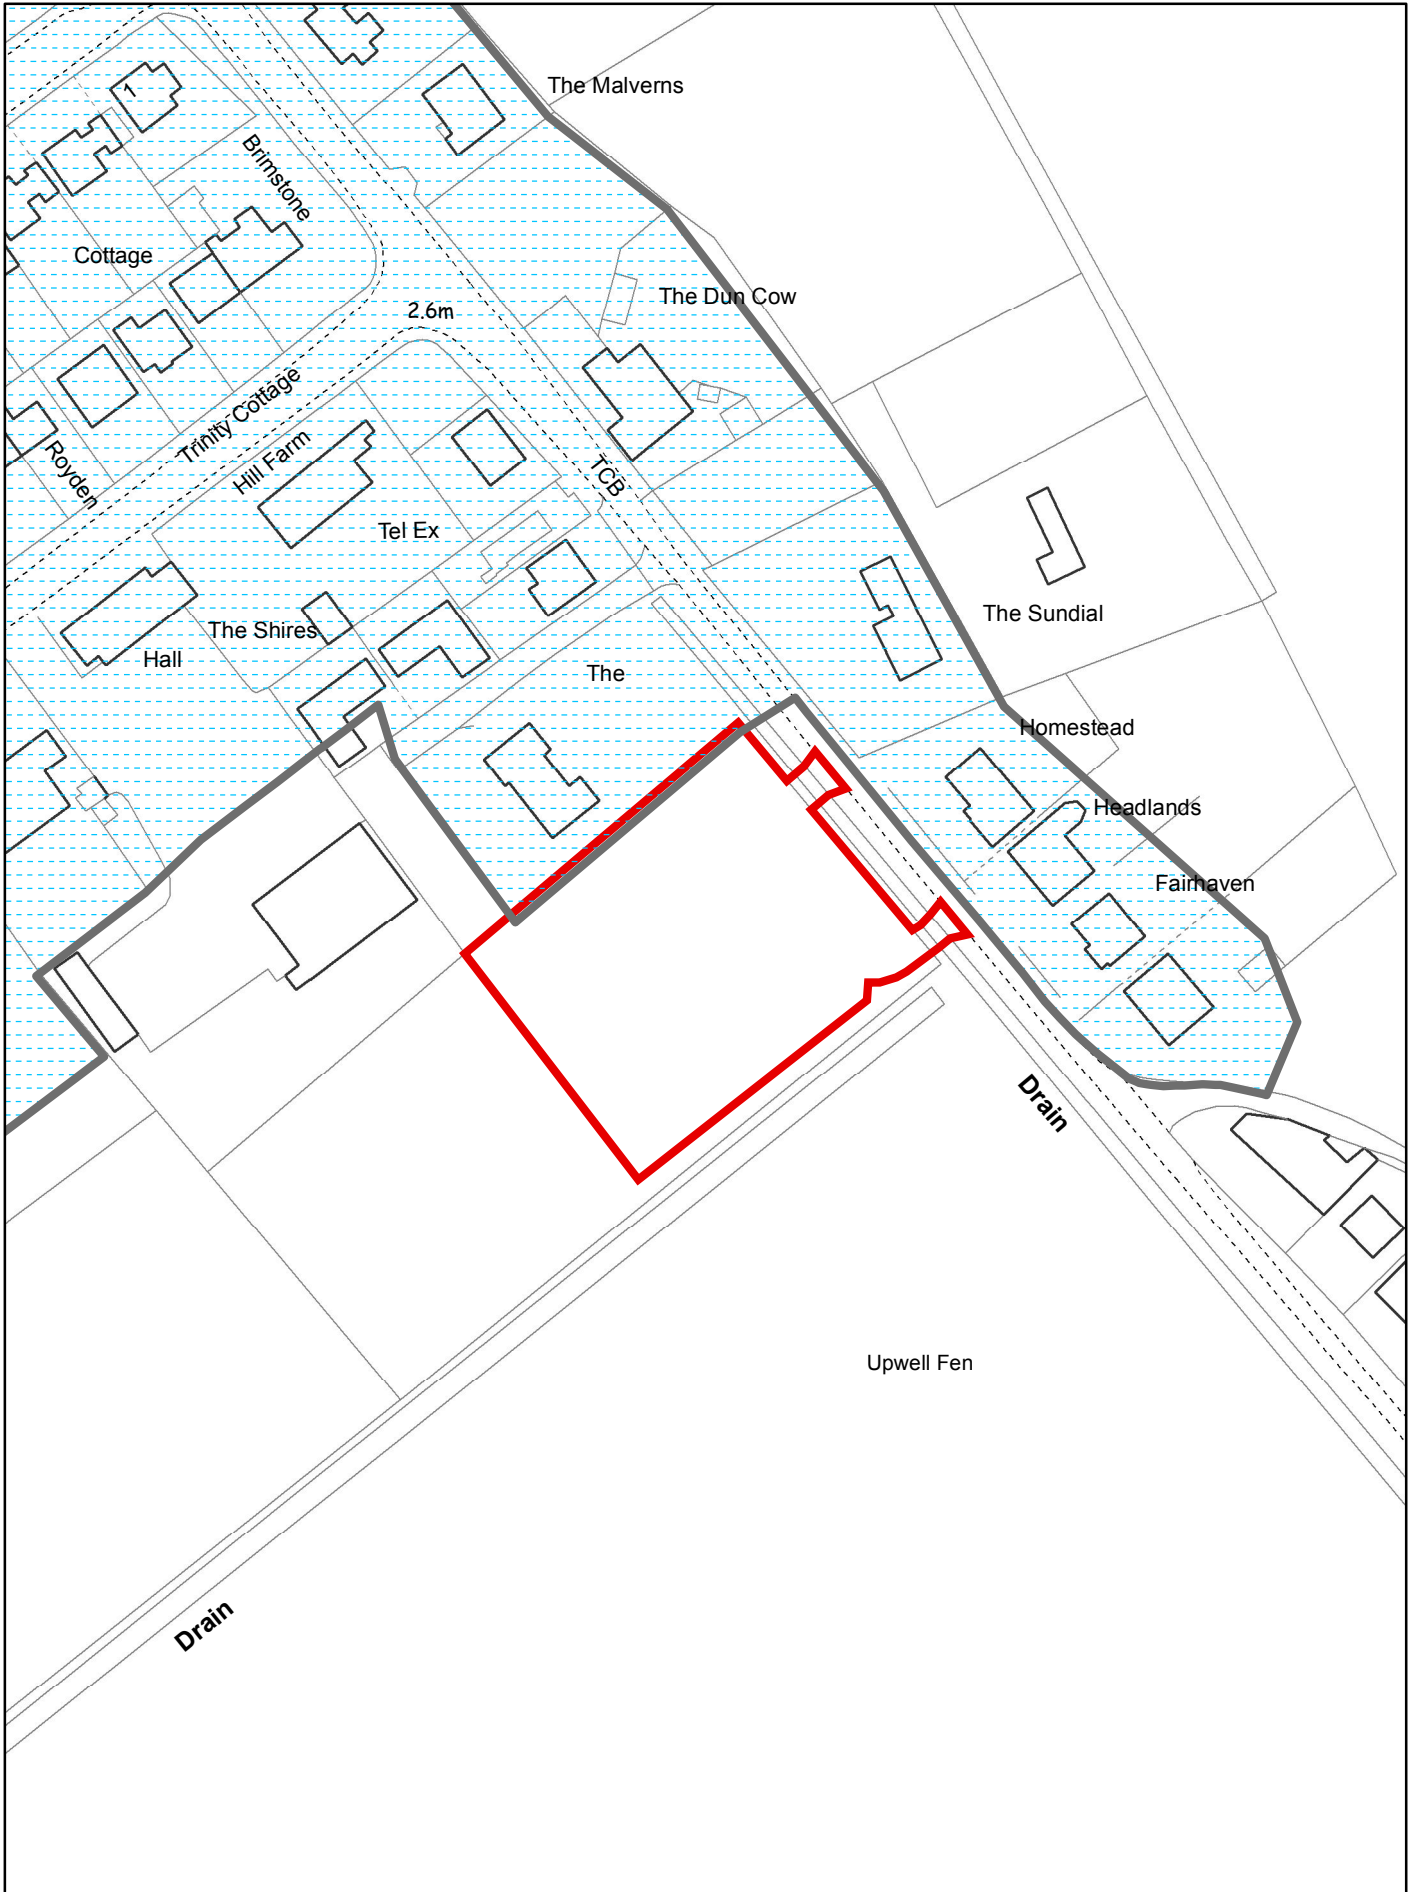 The Malverns
1
Brimstone
Cottage
The Dun Cow
2.6m
Trinity Cottage
Hill Farm
Royden
TCB
Tel Ex
The Sundial
The Shires
Hall
The
Homestead
Headlands
Fairhaven
Drain
Upwell Fen
Drain